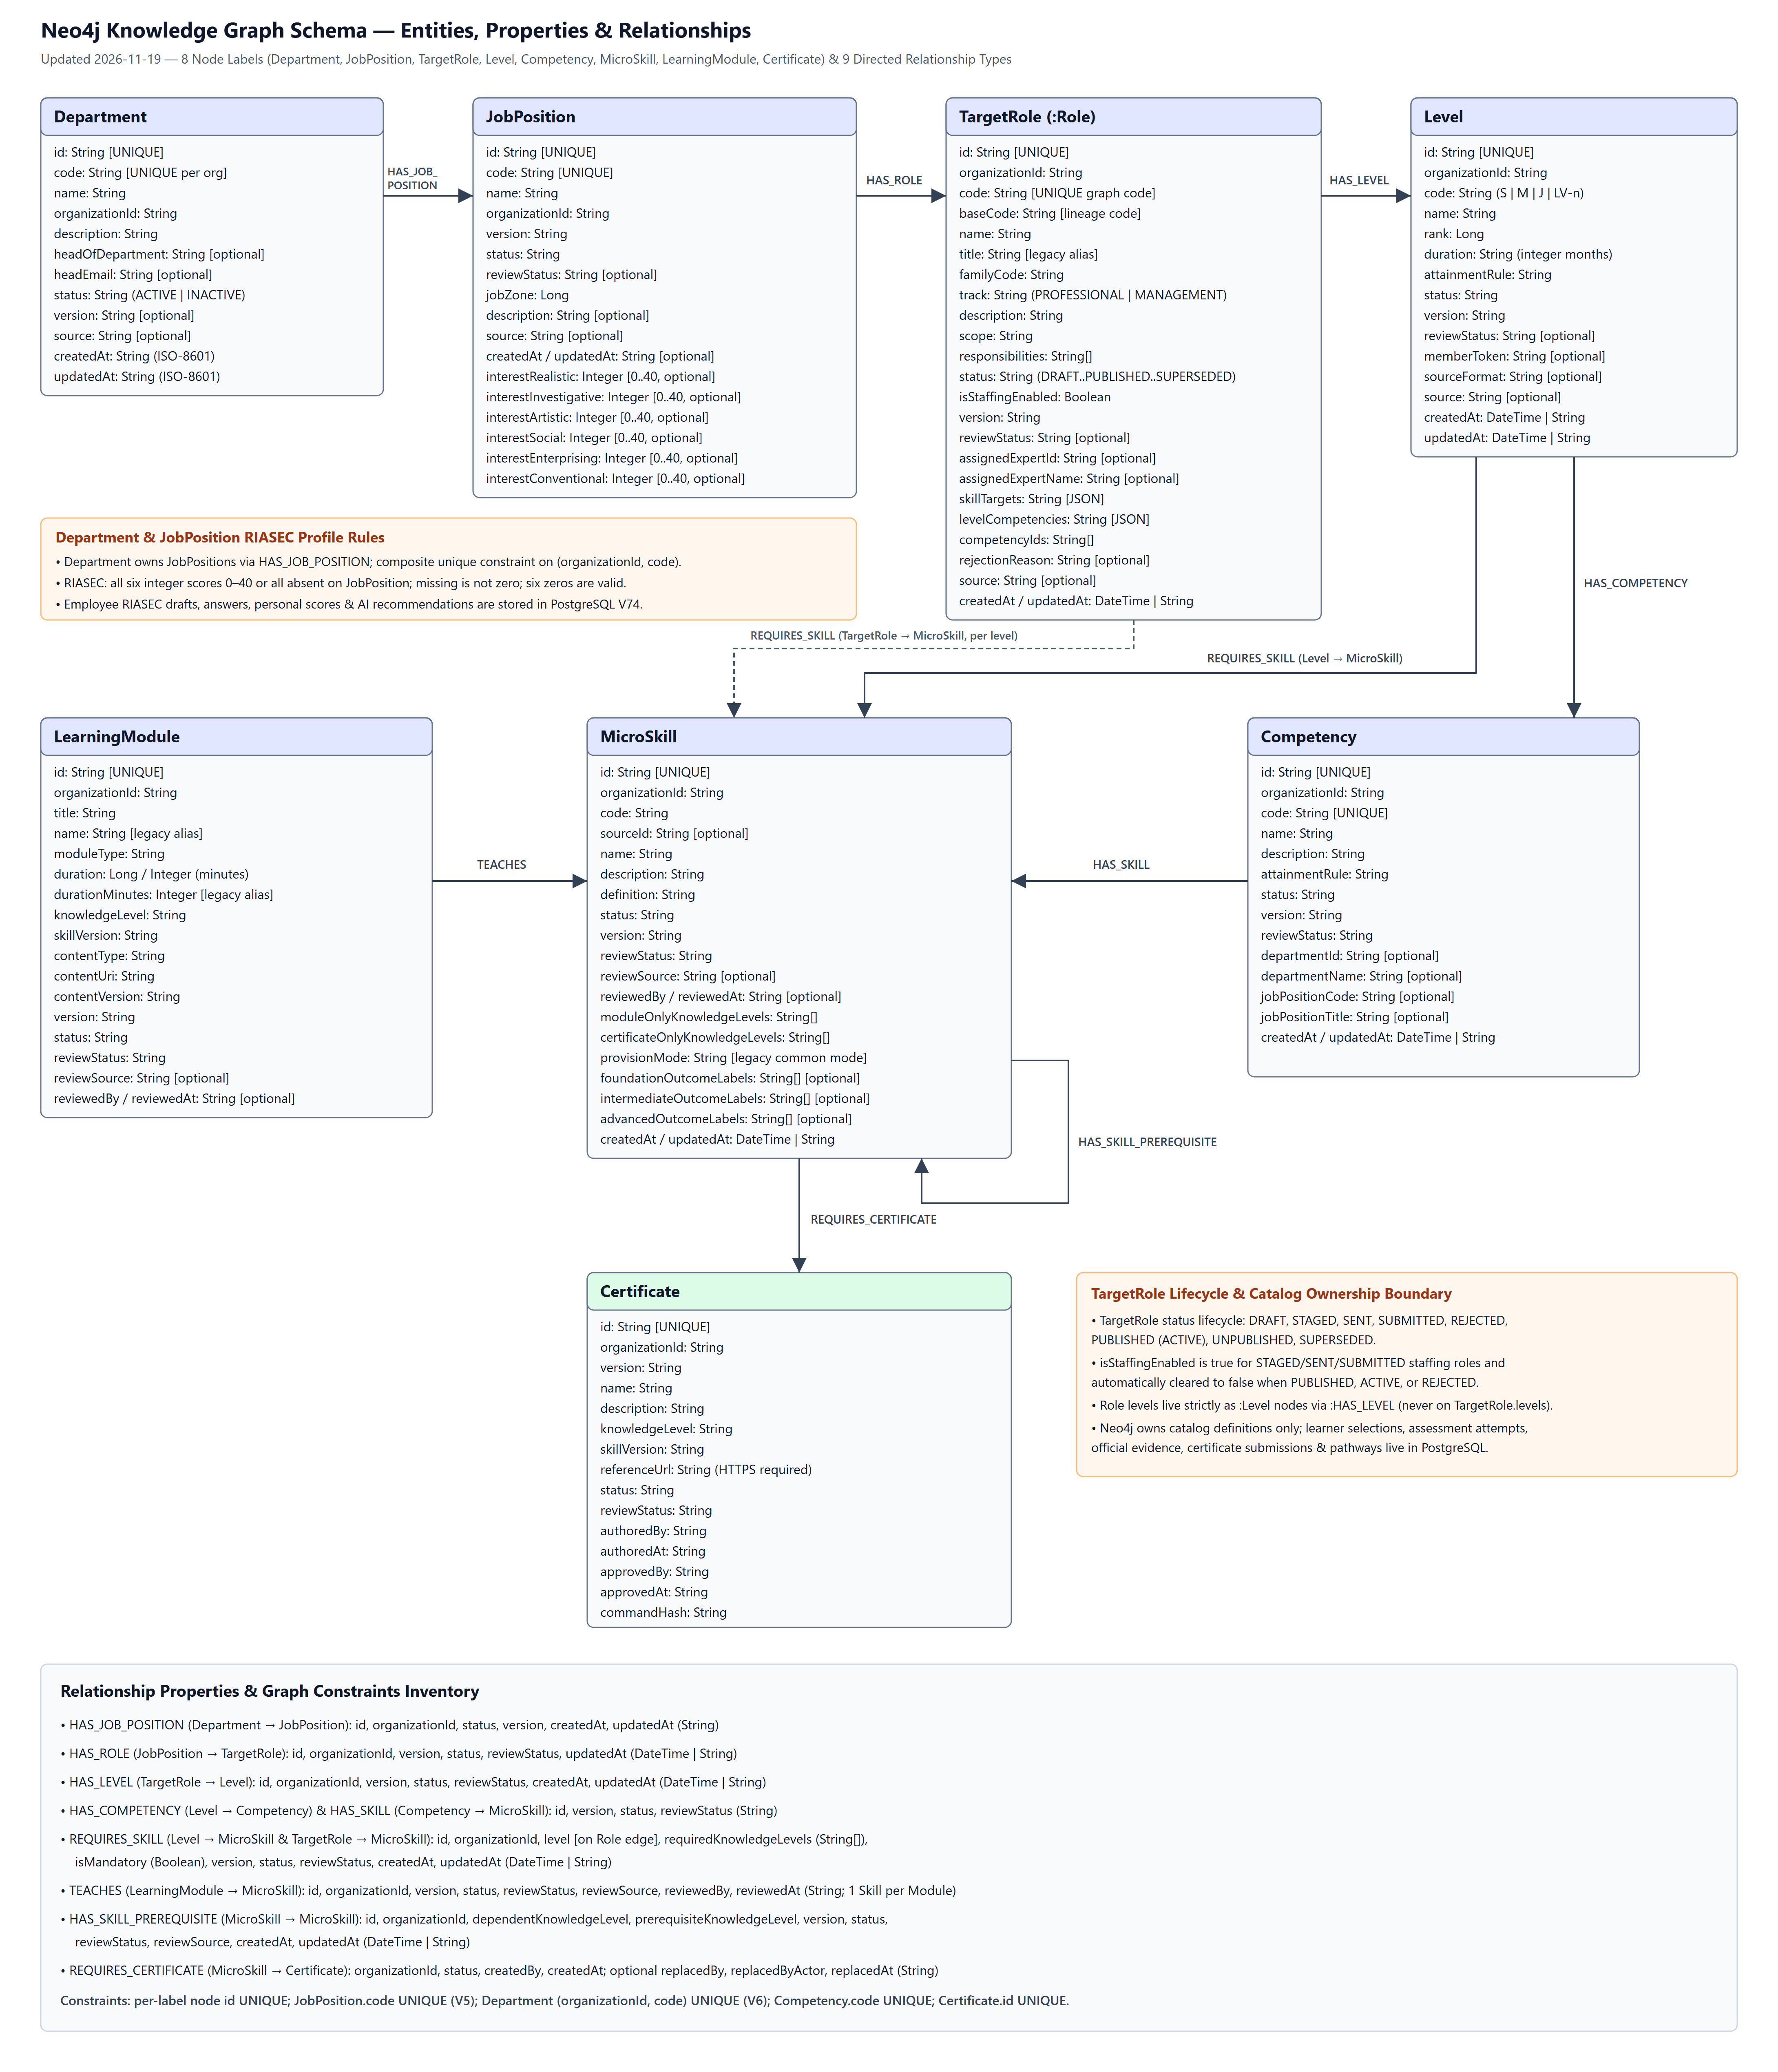 Neo4j Knowledge Graph Schema — Entities, Properties & Relationships
Updated 2026-11-19 — 8 Node Labels (Department, JobPosition, TargetRole, Level, Competency, MicroSkill, LearningModule, Certificate) & 9 Directed Relationship Types
Department
id: String [UNIQUE]
code: String [UNIQUE per org]
name: String
organizationId: String
description: String
headOfDepartment: String [optional]
headEmail: String [optional]
status: String (ACTIVE | INACTIVE)
version: String [optional]
source: String [optional]
createdAt: String (ISO-8601)
updatedAt: String (ISO-8601)
HAS_JOB_
POSITION
JobPosition
id: String [UNIQUE]
code: String [UNIQUE]
name: String
organizationId: String
version: String
status: String
reviewStatus: String [optional]
jobZone: Long
description: String [optional]
source: String [optional]
createdAt / updatedAt: String [optional]
interestRealistic: Integer [0..40, optional]
interestInvestigative: Integer [0..40, optional]
interestArtistic: Integer [0..40, optional]
interestSocial: Integer [0..40, optional]
interestEnterprising: Integer [0..40, optional]
interestConventional: Integer [0..40, optional]
HAS_ROLE
TargetRole (:Role)
id: String [UNIQUE]
organizationId: String
code: String [UNIQUE graph code]
baseCode: String [lineage code]
name: String
title: String [legacy alias]
familyCode: String
track: String (PROFESSIONAL | MANAGEMENT)
description: String
scope: String
responsibilities: String[]
status: String (DRAFT..PUBLISHED..SUPERSEDED)
isStaffingEnabled: Boolean
version: String
reviewStatus: String [optional]
assignedExpertId: String [optional]
assignedExpertName: String [optional]
skillTargets: String [JSON]
levelCompetencies: String [JSON]
competencyIds: String[]
rejectionReason: String [optional]
source: String [optional]
createdAt / updatedAt: DateTime | String
HAS_LEVEL
Level
id: String [UNIQUE]
organizationId: String
code: String (S | M | J | LV-n)
name: String
rank: Long
duration: String (integer months)
attainmentRule: String
status: String
version: String
reviewStatus: String [optional]
memberToken: String [optional]
sourceFormat: String [optional]
source: String [optional]
createdAt: DateTime | String
updatedAt: DateTime | String
Department & JobPosition RIASEC Profile Rules
• Department owns JobPositions via HAS_JOB_POSITION; composite unique constraint on (organizationId, code).
• RIASEC: all six integer scores 0–40 or all absent on JobPosition; missing is not zero; six zeros are valid.
• Employee RIASEC drafts, answers, personal scores & AI recommendations are stored in PostgreSQL V74.
HAS_COMPETENCY
REQUIRES_SKILL (TargetRole → MicroSkill, per level)
REQUIRES_SKILL (Level → MicroSkill)
LearningModule
id: String [UNIQUE]
organizationId: String
title: String
name: String [legacy alias]
moduleType: String
duration: Long / Integer (minutes)
durationMinutes: Integer [legacy alias]
knowledgeLevel: String
skillVersion: String
contentType: String
contentUri: String
contentVersion: String
version: String
status: String
reviewStatus: String
reviewSource: String [optional]
reviewedBy / reviewedAt: String [optional]
TEACHES
MicroSkill
id: String [UNIQUE]
organizationId: String
code: String
sourceId: String [optional]
name: String
description: String
definition: String
status: String
version: String
reviewStatus: String
reviewSource: String [optional]
reviewedBy / reviewedAt: String [optional]
moduleOnlyKnowledgeLevels: String[]
certificateOnlyKnowledgeLevels: String[]
provisionMode: String [legacy common mode]
foundationOutcomeLabels: String[] [optional]
intermediateOutcomeLabels: String[] [optional]
advancedOutcomeLabels: String[] [optional]
createdAt / updatedAt: DateTime | String
HAS_SKILL
Competency
id: String [UNIQUE]
organizationId: String
code: String [UNIQUE]
name: String
description: String
attainmentRule: String
status: String
version: String
reviewStatus: String
departmentId: String [optional]
departmentName: String [optional]
jobPositionCode: String [optional]
jobPositionTitle: String [optional]
createdAt / updatedAt: DateTime | String
HAS_SKILL_PREREQUISITE
REQUIRES_CERTIFICATE
Certificate
id: String [UNIQUE]
organizationId: String
version: String
name: String
description: String
knowledgeLevel: String
skillVersion: String
referenceUrl: String (HTTPS required)
status: String
reviewStatus: String
authoredBy: String
authoredAt: String
approvedBy: String
approvedAt: String
commandHash: String
TargetRole Lifecycle & Catalog Ownership Boundary
• TargetRole status lifecycle: DRAFT, STAGED, SENT, SUBMITTED, REJECTED,
PUBLISHED (ACTIVE), UNPUBLISHED, SUPERSEDED.
• isStaffingEnabled is true for STAGED/SENT/SUBMITTED staffing roles and
automatically cleared to false when PUBLISHED, ACTIVE, or REJECTED.
• Role levels live strictly as :Level nodes via :HAS_LEVEL (never on TargetRole.levels).
• Neo4j owns catalog definitions only; learner selections, assessment attempts,
official evidence, certificate submissions & pathways live in PostgreSQL.
Relationship Properties & Graph Constraints Inventory
• HAS_JOB_POSITION (Department → JobPosition): id, organizationId, status, version, createdAt, updatedAt (String)
• HAS_ROLE (JobPosition → TargetRole): id, organizationId, version, status, reviewStatus, updatedAt (DateTime | String)
• HAS_LEVEL (TargetRole → Level): id, organizationId, version, status, reviewStatus, createdAt, updatedAt (DateTime | String)
• HAS_COMPETENCY (Level → Competency) & HAS_SKILL (Competency → MicroSkill): id, version, status, reviewStatus (String)
• REQUIRES_SKILL (Level → MicroSkill & TargetRole → MicroSkill): id, organizationId, level [on Role edge], requiredKnowledgeLevels (String[]),
isMandatory (Boolean), version, status, reviewStatus, createdAt, updatedAt (DateTime | String)
• TEACHES (LearningModule → MicroSkill): id, organizationId, version, status, reviewStatus, reviewSource, reviewedBy, reviewedAt (String; 1 Skill per Module)
• HAS_SKILL_PREREQUISITE (MicroSkill → MicroSkill): id, organizationId, dependentKnowledgeLevel, prerequisiteKnowledgeLevel, version, status,
reviewStatus, reviewSource, createdAt, updatedAt (DateTime | String)
• REQUIRES_CERTIFICATE (MicroSkill → Certificate): organizationId, status, createdBy, createdAt; optional replacedBy, replacedByActor, replacedAt (String)
Constraints: per-label node id UNIQUE; JobPosition.code UNIQUE (V5); Department (organizationId, code) UNIQUE (V6); Competency.code UNIQUE; Certificate.id UNIQUE.